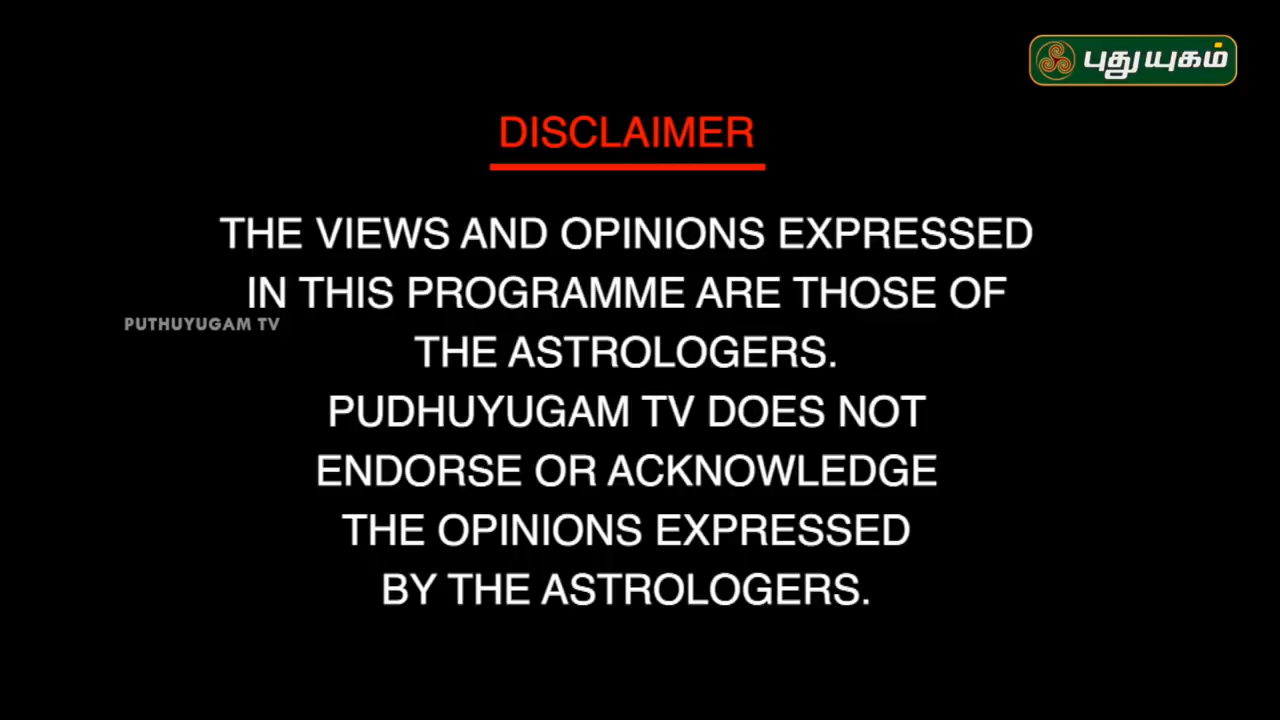 புதுயுகம்
DISCLAIMER
THE VIEWS AND OPINIONS EXPRESSED
IN THIS PROGRAMME ARE THOSE OF
PUTHUYUGAM TV
THE ASTROLOGERS.
PUDHUYUGAM TV DOES NOT
ENDORSE OR ACKNOWLEDGE
THE OPINIONS EXPRESSED
BY THE ASTROLOGERS.